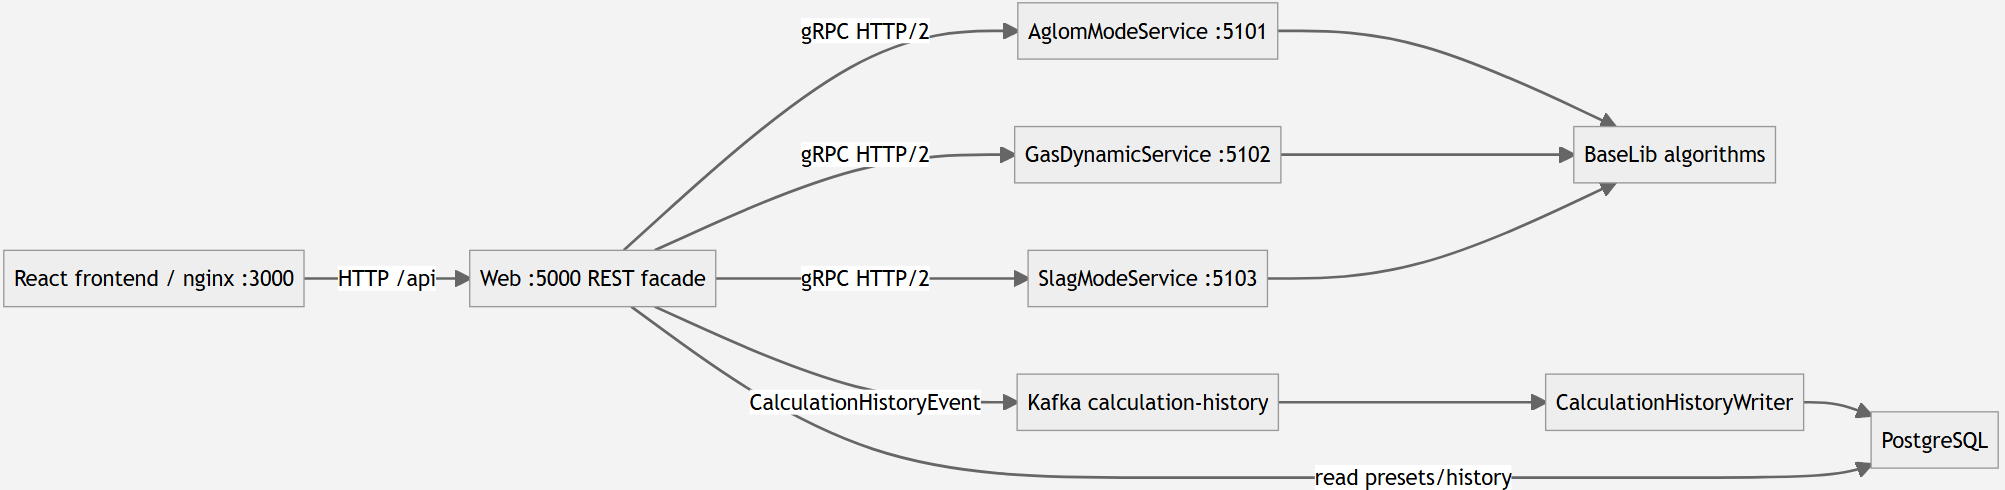 gRPC HTTP/2
AglomModeService :5101
gRPC HTTP/2
GasDynamicService :5102
BaseLib algorithms
React frontend / nginx :3000
HTTP /api
Web :5000 REST facade
gRPC HTTP/2
SlagModeService :5103
CalculationHistoryEvent
Kafka calculation-history
CalculationHistoryWriter
PostgreSQL
read presets/history